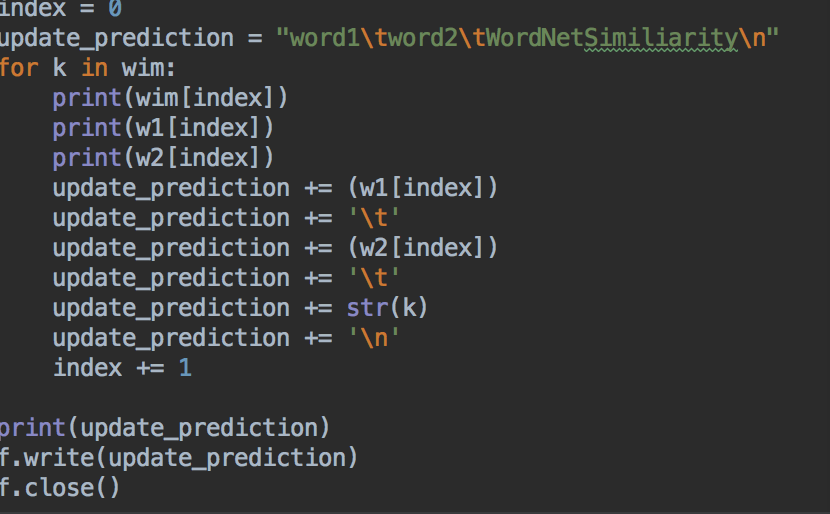 index = 0
update_prediction = "word1\tword2\tWordNetSimiliarity\n"
for k in wim:
    print(wim[index])
    print(w1[index])
    print(w2[index])
    update_prediction += (w1[index])
    update_prediction += '\t'
    update_prediction += (w2[index])
    update_prediction += '\t'
    update_prediction += str(k)
    update_prediction += '\n'
    index += 1
print(update_prediction)
f.write(update_prediction)
f.close()